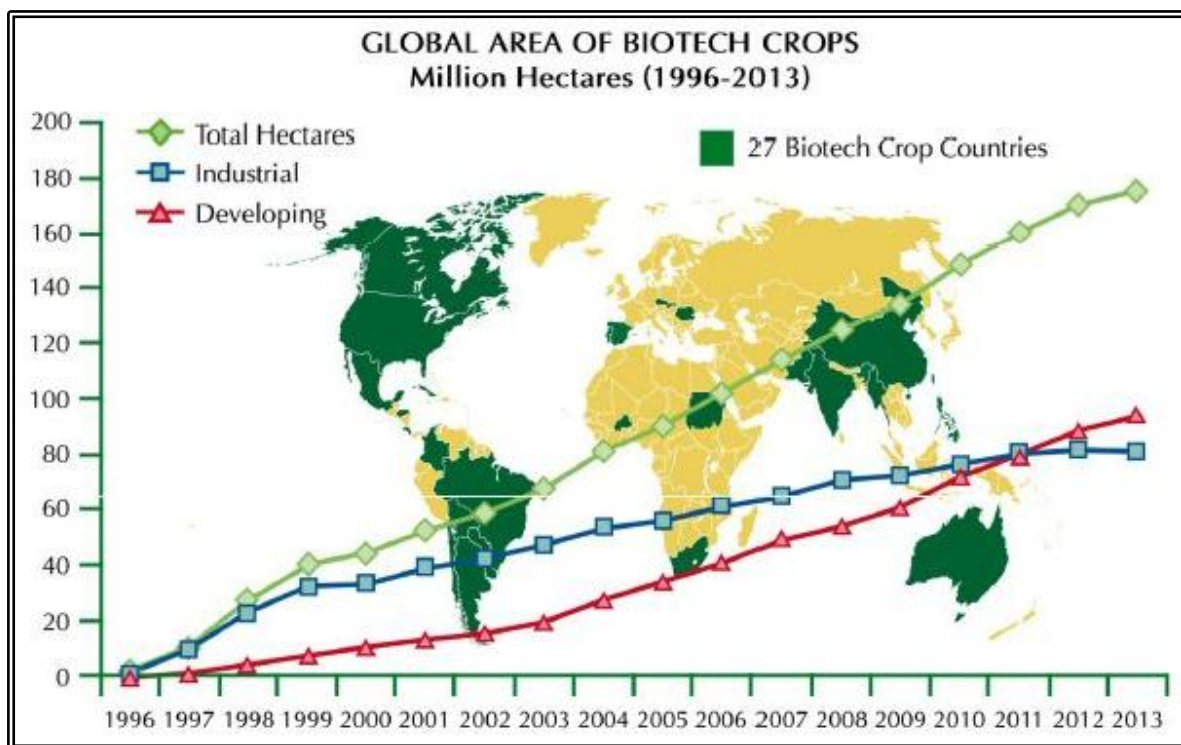 GLOBAL AREA OF BIOTECH CROPS
Million Hectares (1996-2013)
200
180
160
140
120
100
80
60
40
20
0
Total Hectares
Industrial
Developing
27 Biotech Crop Countries
1996 1997 1998 1999 2000 2001 2002 2003 2004 2005 2006 2007 2008 2009 2010 2011 2012 2013